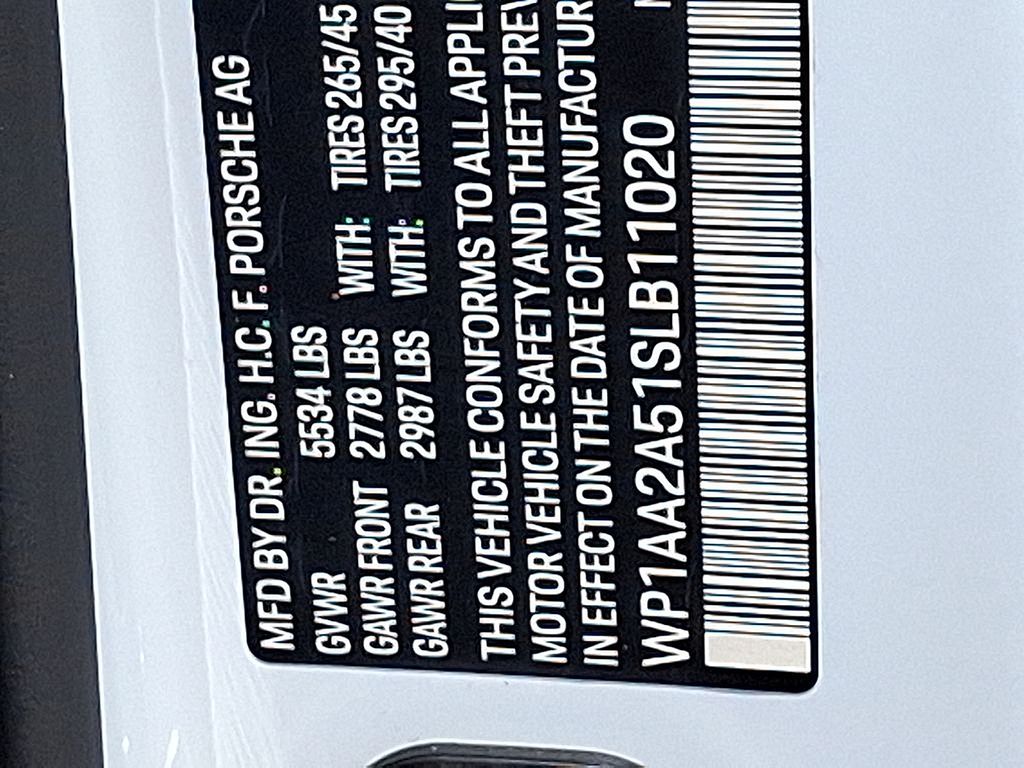 MFD BY DR. ING. H.C. F. PORSCHE AG
GVWR 5534 LBS
GAWR FRONT 2778 LBS WITH: TIRES 265/45
GAWR REAR 2987 LBS WITH: TIRES 295/40
THIS VEHICLE CONFORMS TO ALL APPLI
MOTOR VEHICLE SAFETY AND THEFT PREV
IN EFFECT ON THE DATE OF MANUFACTUR
WP1AA2A51SLB11020